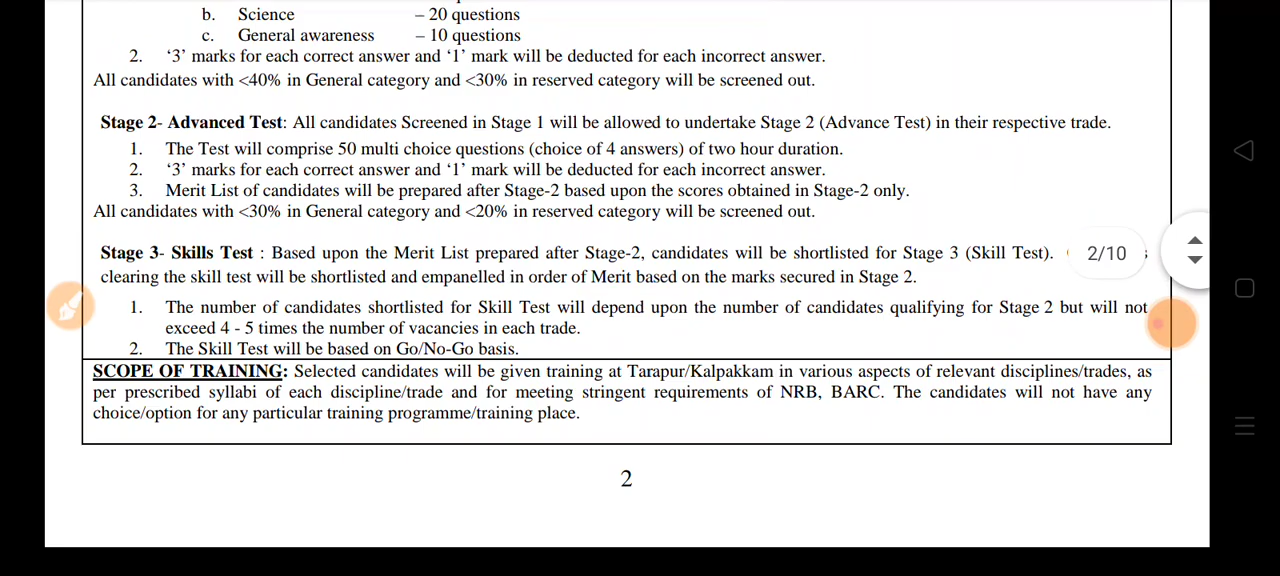 b. Science – 20 questions
c. General awareness – 10 questions
2. ‘3’ marks for each correct answer and ‘1’ mark will be deducted for each incorrect answer.
All candidates with <40% in General category and <30% in reserved category will be screened out.
Stage 2- Advanced Test: All candidates Screened in Stage 1 will be allowed to undertake Stage 2 (Advance Test) in their respective trade.
1. The Test will comprise 50 multi choice questions (choice of 4 answers) of two hour duration.
2. ‘3’ marks for each correct answer and ‘1’ mark will be deducted for each incorrect answer.
3. Merit List of candidates will be prepared after Stage-2 based upon the scores obtained in Stage-2 only.
All candidates with <30% in General category and <20% in reserved category will be screened out.
Stage 3- Skills Test : Based upon the Merit List prepared after Stage-2, candidates will be shortlisted for Stage 3 (Skill Test).
2/10
clearing the skill test will be shortlisted and empanelled in order of Merit based on the marks secured in Stage 2.
1. The number of candidates shortlisted for Skill Test will depend upon the number of candidates qualifying for Stage 2 but will not
exceed 4 - 5 times the number of vacancies in each trade.
2. The Skill Test will be based on Go/No-Go basis.
SCOPE OF TRAINING: Selected candidates will be given training at Tarapur/Kalpakkam in various aspects of relevant disciplines/trades, as
per prescribed syllabi of each discipline/trade and for meeting stringent requirements of NRB, BARC. The candidates will not have any
choice/option for any particular training programme/training place.
2